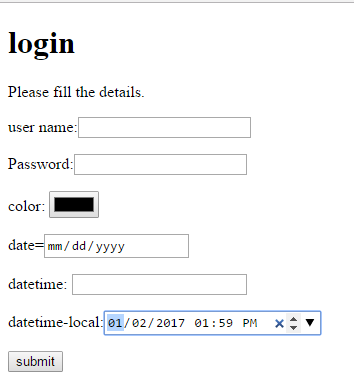 login
Please fill the details.
user name:
Password:
color:
date=mm/dd/yyyy
datetime:
datetime-local:01/02/2017 01:59 PM
submit